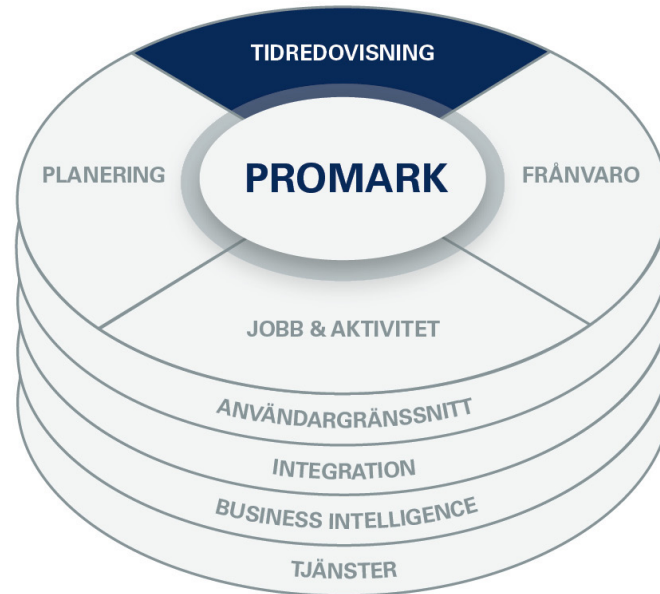 TIDREDOVISNING
PLANERING
PROMARK
FRÅNVARO
JOBB & AKTIVITET
ANVÄNDARGRÄNSSNITT
INTEGRATION
BUSINESS INTELLIGENCE
TJÄNSTER